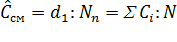 Ĉсм = d₁: Nₙ = ΣCᵢ: N